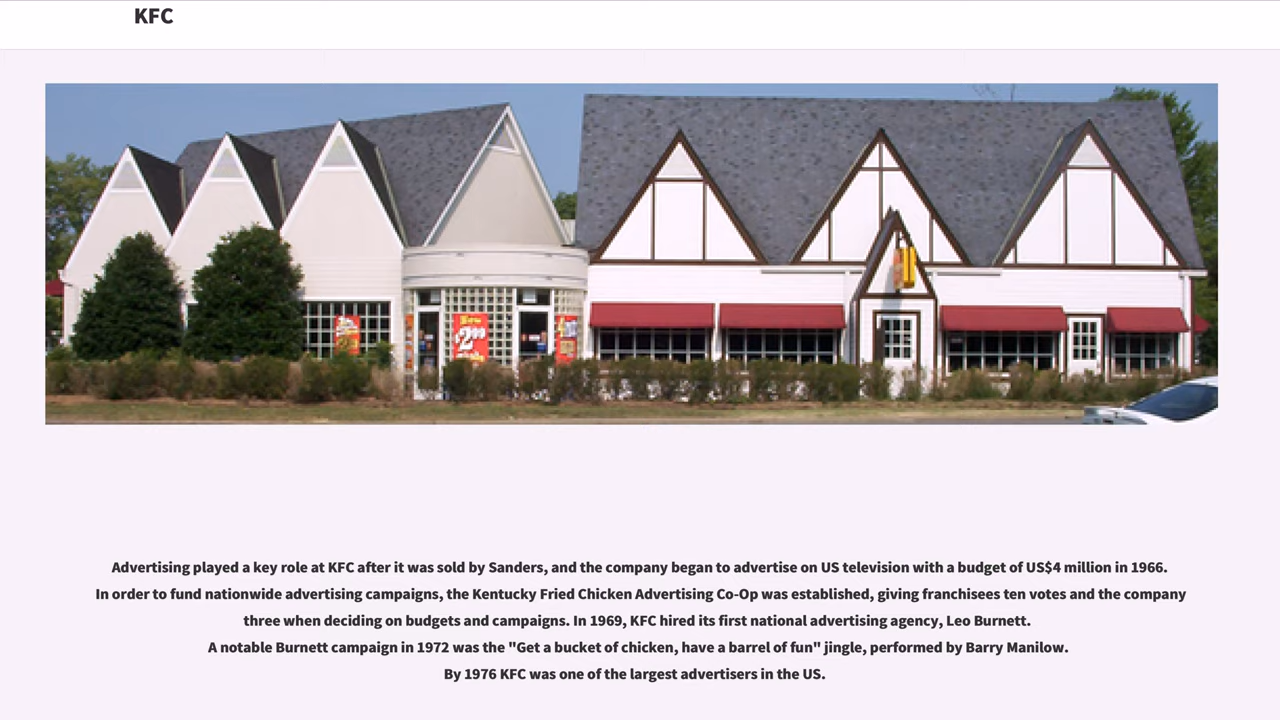 KFC
Now
$2.99
Advertising played a key role at KFC after it was sold by Sanders, and the company began to advertise on US television with a budget of US$4 million in 1966.
In order to fund nationwide advertising campaigns, the Kentucky Fried Chicken Advertising Co-Op was established, giving franchisees ten votes and the company
three when deciding on budgets and campaigns. In 1969, KFC hired its first national advertising agency, Leo Burnett.
A notable Burnett campaign in 1972 was the "Get a bucket of chicken, have a barrel of fun" jingle, performed by Barry Manilow.
By 1976 KFC was one of the largest advertisers in the US.